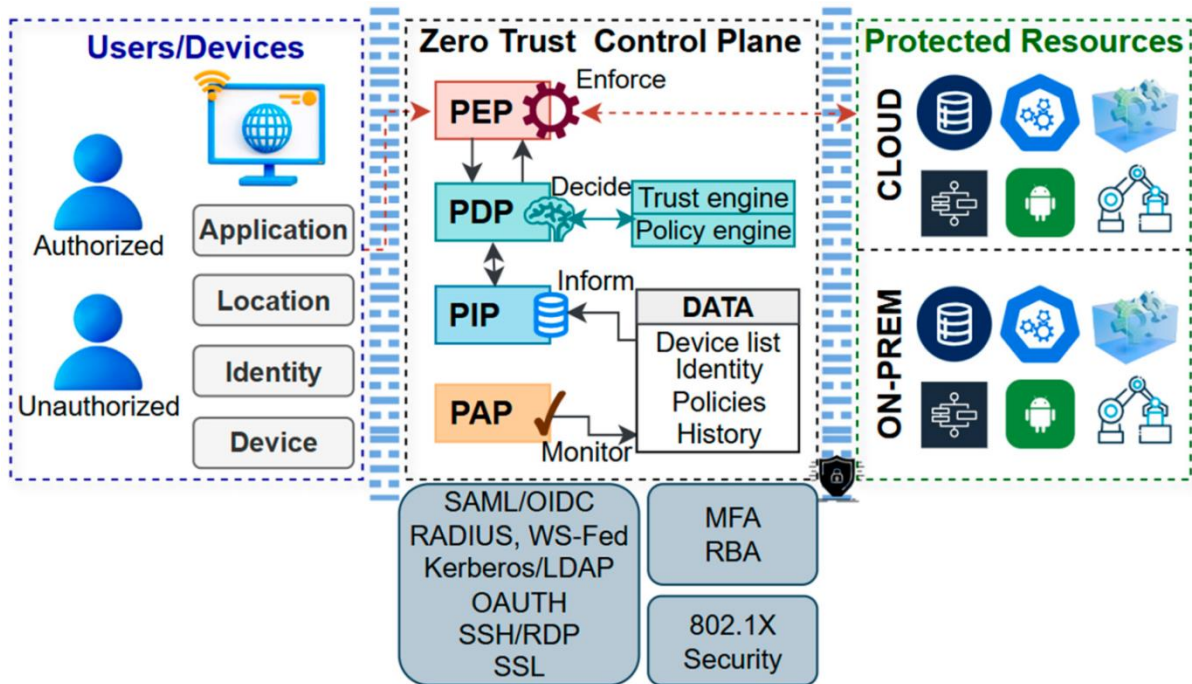 Users/Devices
Authorized
Unauthorized
Application
Location
Identity
Device
Zero Trust Control Plane
Enforce
PEP
Decide
PDP
Trust engine
Policy engine
Inform
PIP
DATA
Device list
Identity
Policies
History
PAP
Monitor
Protected Resources
CLOUD
ON-PREM
SAML/OIDC
RADIUS, WS-Fed
Kerberos/LDAP
OAUTH
SSH/RDP
SSL
MFA
RBA
802.1X
Security